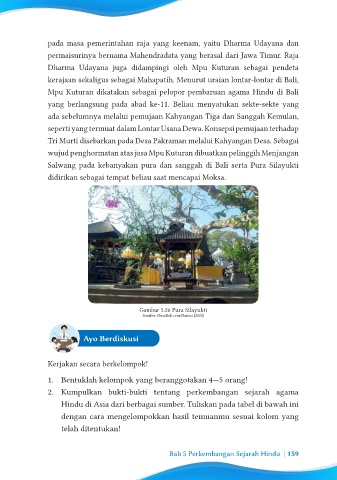 pada masa pemerintahan raja yang keenam, yaitu Dharma Udayana dan
permaisurinya bernama Mahendradata yang berasal dari Jawa Timur. Raja
Dharma Udayana juga didampingi oleh Mpu Kuturan sebagai pendeta
kerajaan sekaligus sebagai Mahapatih. Menurut uraian lontar-lontar di Bali,
Mpu Kuturan dikatakan sebagai pelopor pembaruan agama Hindu di Bali
yang berlangsung pada abad ke-11. Beliau menyatukan sekte-sekte yang
ada sebelumnya melalui pemujaan Kahyangan Tiga dan Sanggah Kemulan,
seperti yang termuat dalam Lontar Usana Dewa. Konsepsi pemujaan terhadap
Tri Murti disebarkan pada Desa Pakraman melalui Kahyangan Desa. Sebagai
wujud penghormatan atas jasa Mpu Kuturan dibuatkan pelinggih Menjangan
Salwang pada kebanyakan pura dan sanggah di Bali serta Pura Silayukti
didirikan sebagai tempat beliau saat mencapai Moksa.
Gambar 5.26 Pura Silayukti
Ayo Berdiskusi
Kerjakan secara berkelompok!
1. Bentuklah kelompok yang beranggotakan 4—5 orang!
2. Kumpulkan bukti-bukti tentang perkembangan sejarah agama
Hindu di Asia dari berbagai sumber. Tuliskan pada tabel di bawah ini
dengan cara mengelompokkan hasil temuanmu sesuai kolom yang
telah ditentukan!
Bab 5 Perkembangan Sejarah Hindu | 159